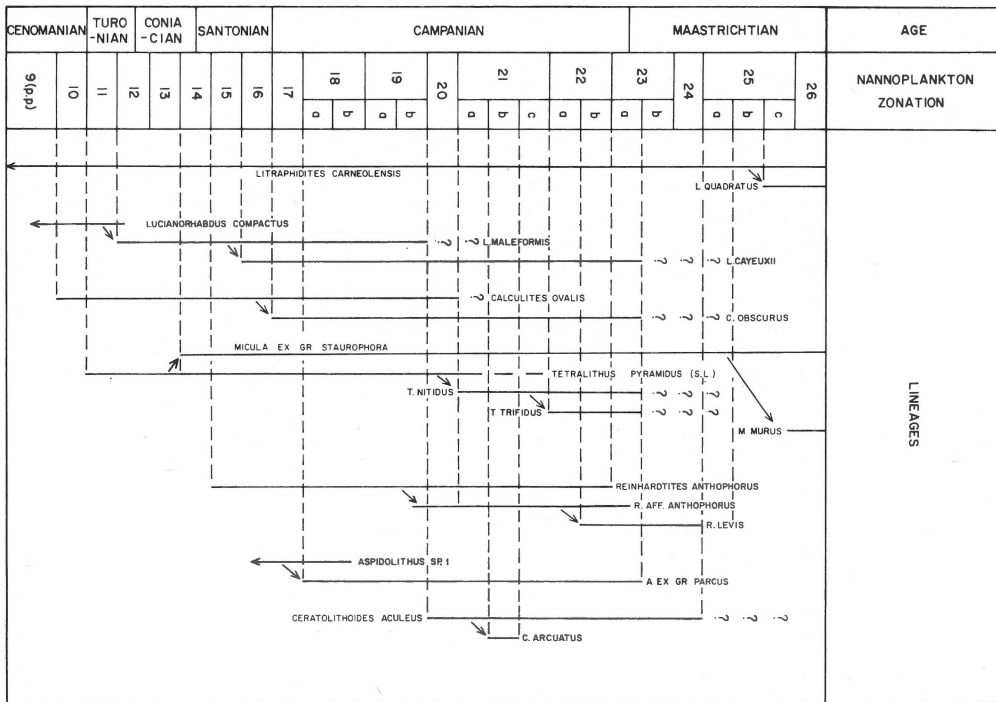 CENOMANIAN
TURO
-NIAN
CONIA
-CIAN
SANTONIAN
CAMPANIAN
MAASTRICHTIAN
AGE
9(p.p)
10
11
12
13
14
15
16
17
18
19
20
21
22
23
24
25
26
NANNOPLANKTON
ZONATION
a
b
a
b
a
b
c
a
b
a
b
a
b
c
LITRAPHIDITES CARNEOLENSIS
L.QUADRATUS
LUCIANORHABDUS COMPACTUS
? ? L.MALEFORMIS
? ? ? L.CAYEUXII
? CALCULITES OVALIS
? ? ? C. OBSCURUS
MICULA EX GR STAUROPHORA
TETRALITHUS PYRAMIDUS (S.L.)
T. NITIDUS
? ? ?
T. TRIFIDUS
? ? ?
M. MURUS
LINEAGES
REINHARDTITES ANTHOPHORUS
R. AFF. ANTHOPHORUS
R. LEVIS
ASPIDOLITHUS SP. 1
A. EX GR PARCUS
CERATOLITHOIDES ACULEUS
? ? ?
C. ARCUATUS